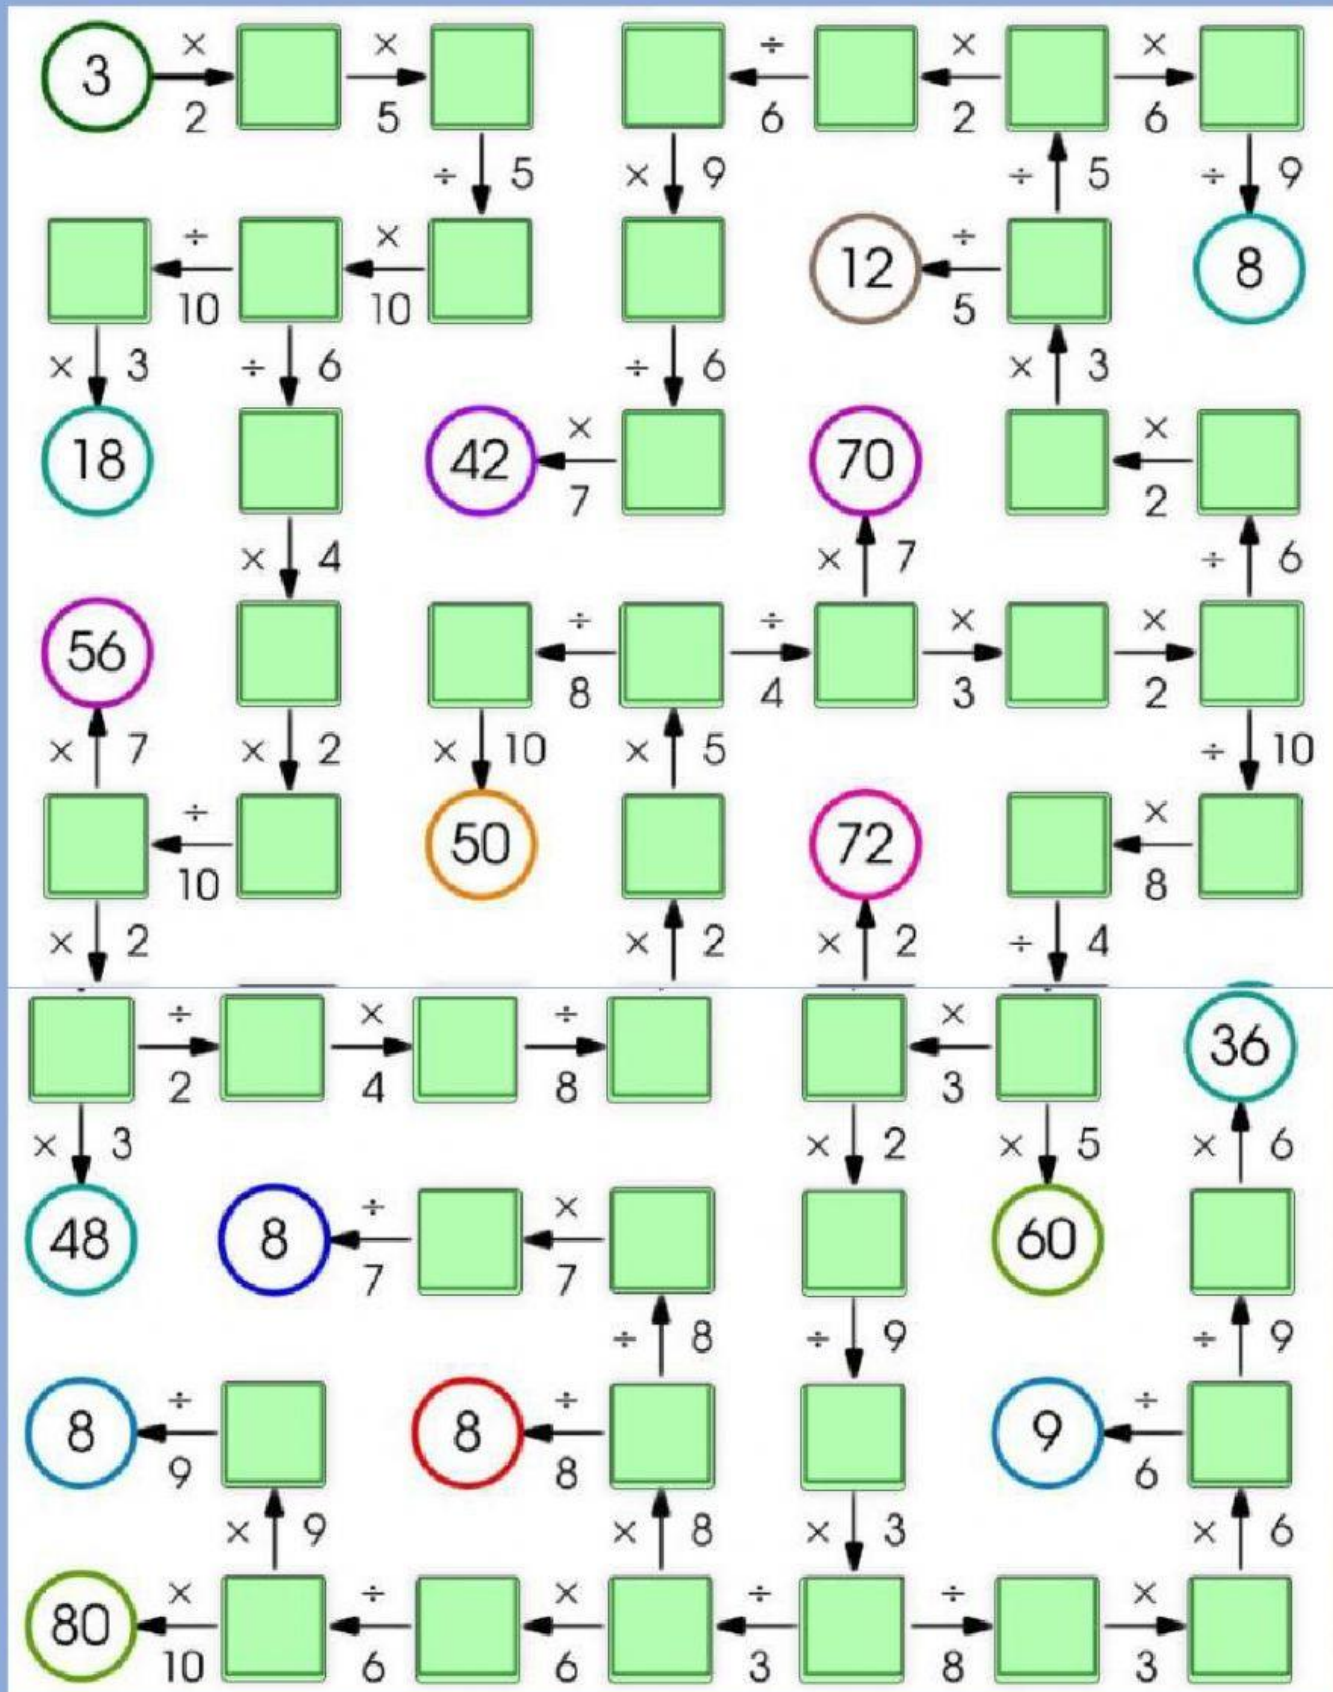 3 × 2 × 5 ÷ 6 × 2 × 6
÷ 5 × 9 ÷ 5 ÷ 9
÷ 10 × 10 12 ÷ 5 8
× 3 ÷ 6 ÷ 6 × 3
18 42 × 7 70 × 2
× 4 × 7 ÷ 6
56 ÷ 8 ÷ 4 × 3 × 2
× 7 × 2 × 10 × 5 ÷ 10
÷ 10 50 72 × 8
× 2 × 2 × 2 ÷ 4
÷ 2 × 4 ÷ 8 × 3 36
× 3 × 2 × 5 × 6
48 8 ÷ 7 × 7 60
÷ 8 ÷ 9 ÷ 9
8 ÷ 9 8 ÷ 8 9 ÷ 6
× 9 × 8 × 3 × 6
80 × 10 ÷ 6 × 6 ÷ 3 ÷ 8 × 3